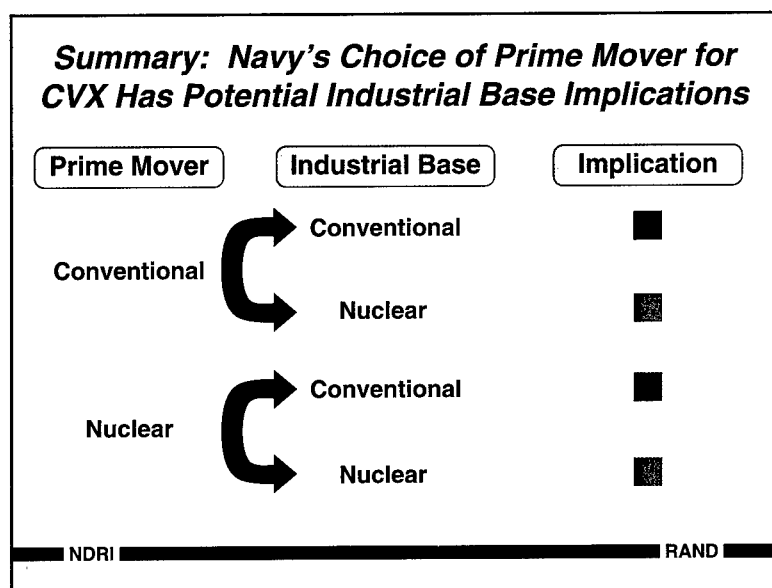 Summary: Navy's Choice of Prime Mover for
CVX Has Potential Industrial Base Implications
Prime Mover
Industrial Base
Implication
Conventional
Conventional
Nuclear
Nuclear
Conventional
Nuclear
NDRI
RAND